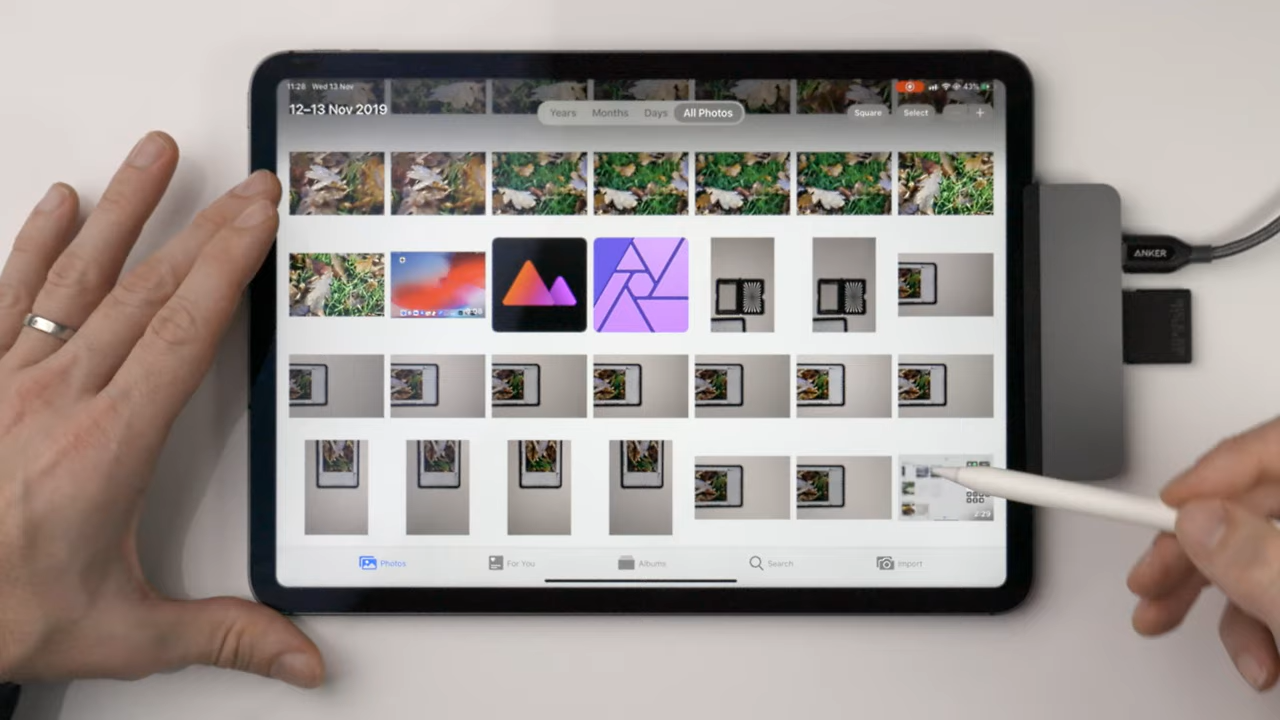 11:28 Wed 13 Nov 43%
12–13 Nov 2019
Years Months Days All Photos
Square Select
ANKER
2:29
Photos For You Albums Search Import